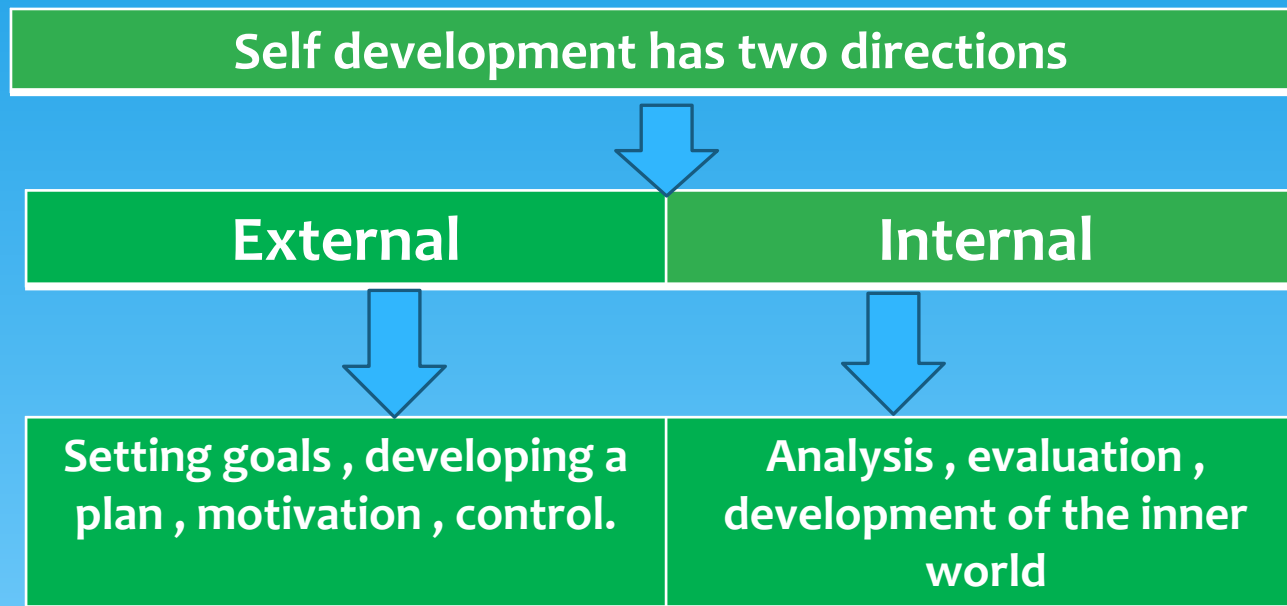 Self development has two directions
External
Internal
Setting goals , developing a
plan , motivation , control.
Analysis , evaluation ,
development of the inner
world